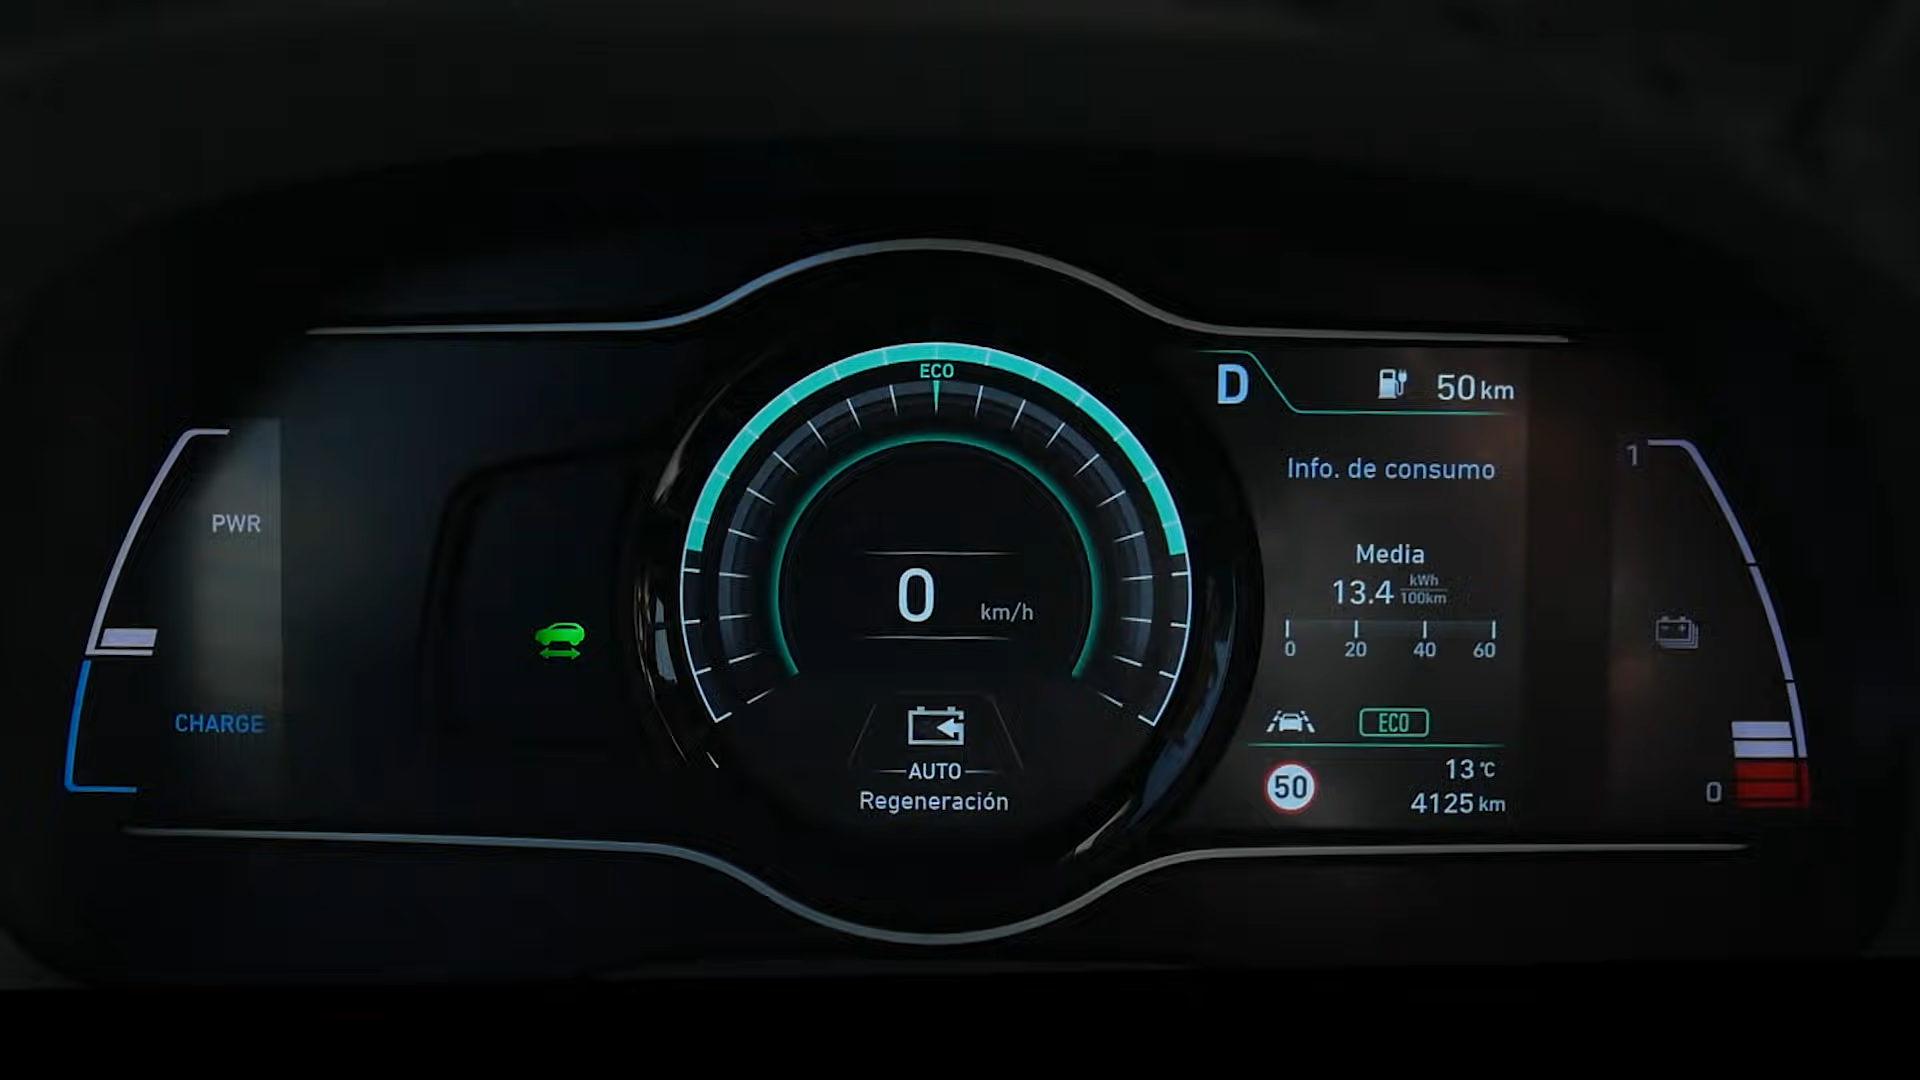 PWR
CHARGE
ECO
0 km/h
AUTO
Regeneración
D 50 km
Info. de consumo
Media
13.4 kWh/100km
0 20 40 60
ECO
50
13 °C
4125 km
1
0